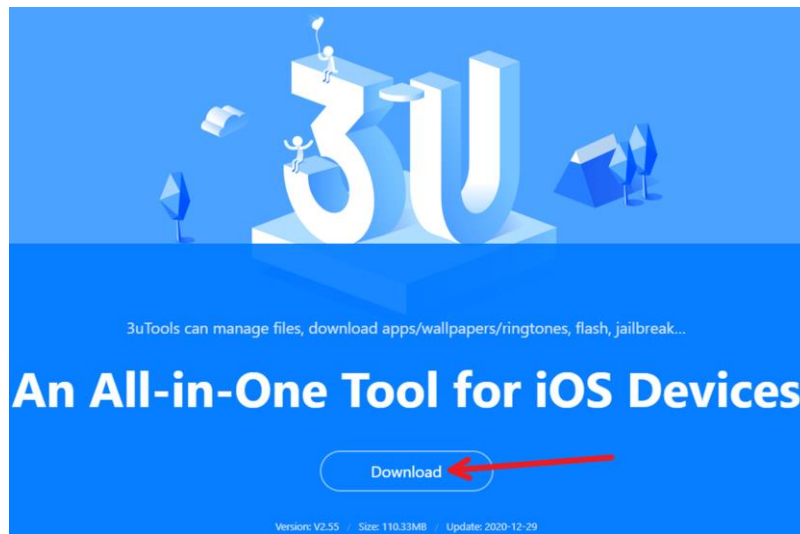 3U
3uTools can manage files, download apps/wallpapers/ringtones, flash, jailbreak...
An All-in-One Tool for iOS Devices
Download
Version: V2.55 / Size: 110.33MB / Update: 2020-12-29